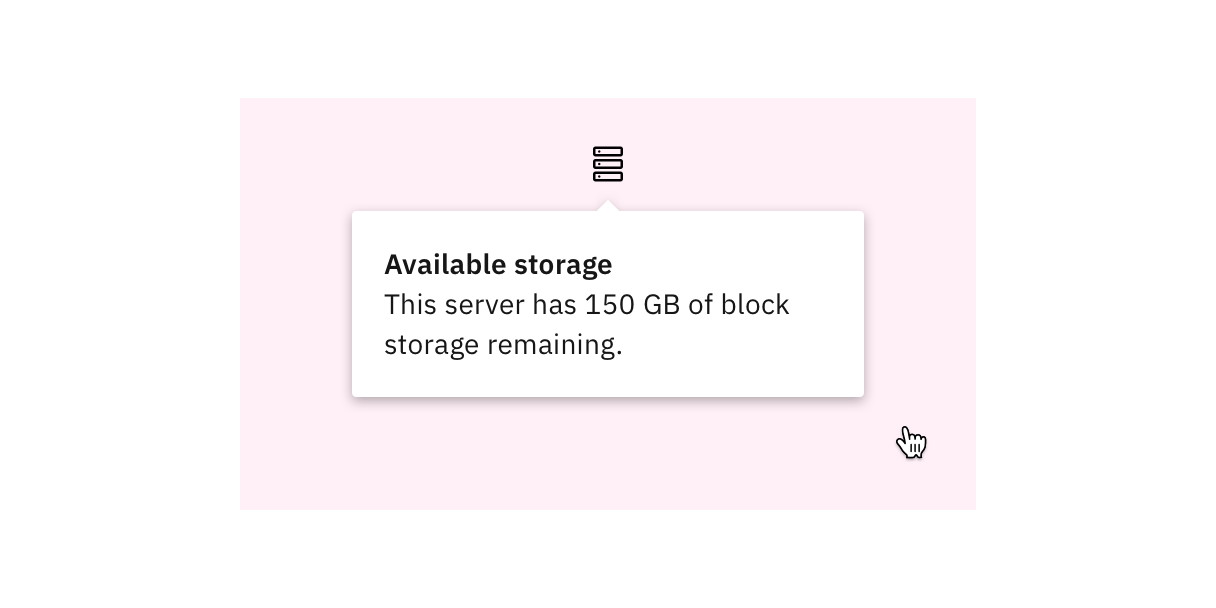 Available storage
This server has 150 GB of block
storage remaining.